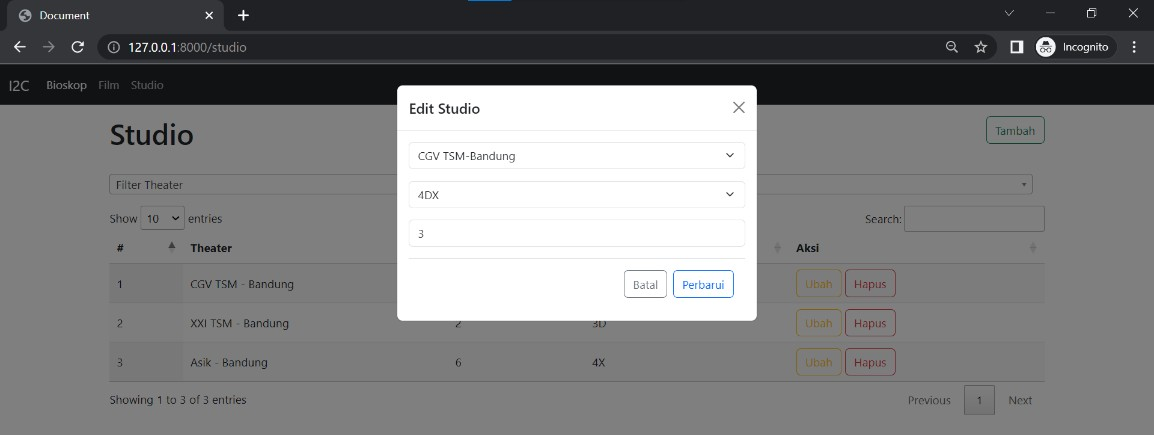 Document
127.0.0.1:8000/studio
Incognito
I2C Bioskop Film Studio
Edit Studio
CGV TSM-Bandung
4DX
3
Batal Perbarui
Studio
Tambah
Filter Theater
Show 10 entries
Search:
# Theater Aksi
1 CGV TSM - Bandung Ubah Hapus
2 XXI TSM - Bandung 2 3D Ubah Hapus
3 Asik - Bandung 6 4X Ubah Hapus
Showing 1 to 3 of 3 entries
Previous 1 Next